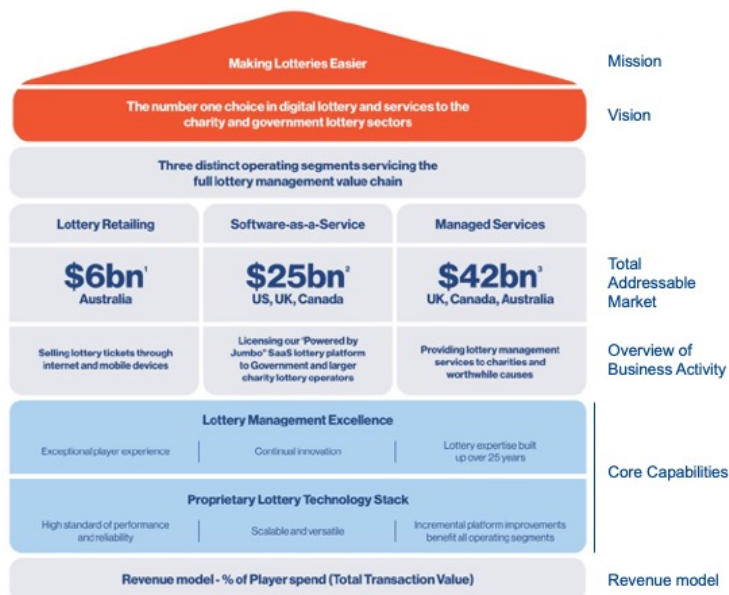 Making Lotteries Easier
Mission
The number one choice in digital lottery and services to the
charity and government lottery sectors
Vision
Three distinct operating segments servicing the
full lottery management value chain
Lottery Retailing
Software-as-a-Service
Managed Services
$6bn¹
Australia
$25bn²
US, UK, Canada
$42bn³
UK, Canada, Australia
Total
Addressable
Market
Selling lottery tickets through
internet and mobile devices
Licensing our "Powered by
Jumbo" SaaS lottery platform
to Government and larger
charity lottery operators
Providing lottery management
services to charities and
worthwhile causes
Overview of
Business Activity
Lottery Management Excellence
Exceptional player experience
Continual innovation
Lottery expertise built
up over 25 years
Proprietary Lottery Technology Stack
High standard of performance
and reliability
Scalable and versatile
Incremental platform improvements
benefit all operating segments
Core Capabilities
Revenue model - % of Player spend (Total Transaction Value)
Revenue model